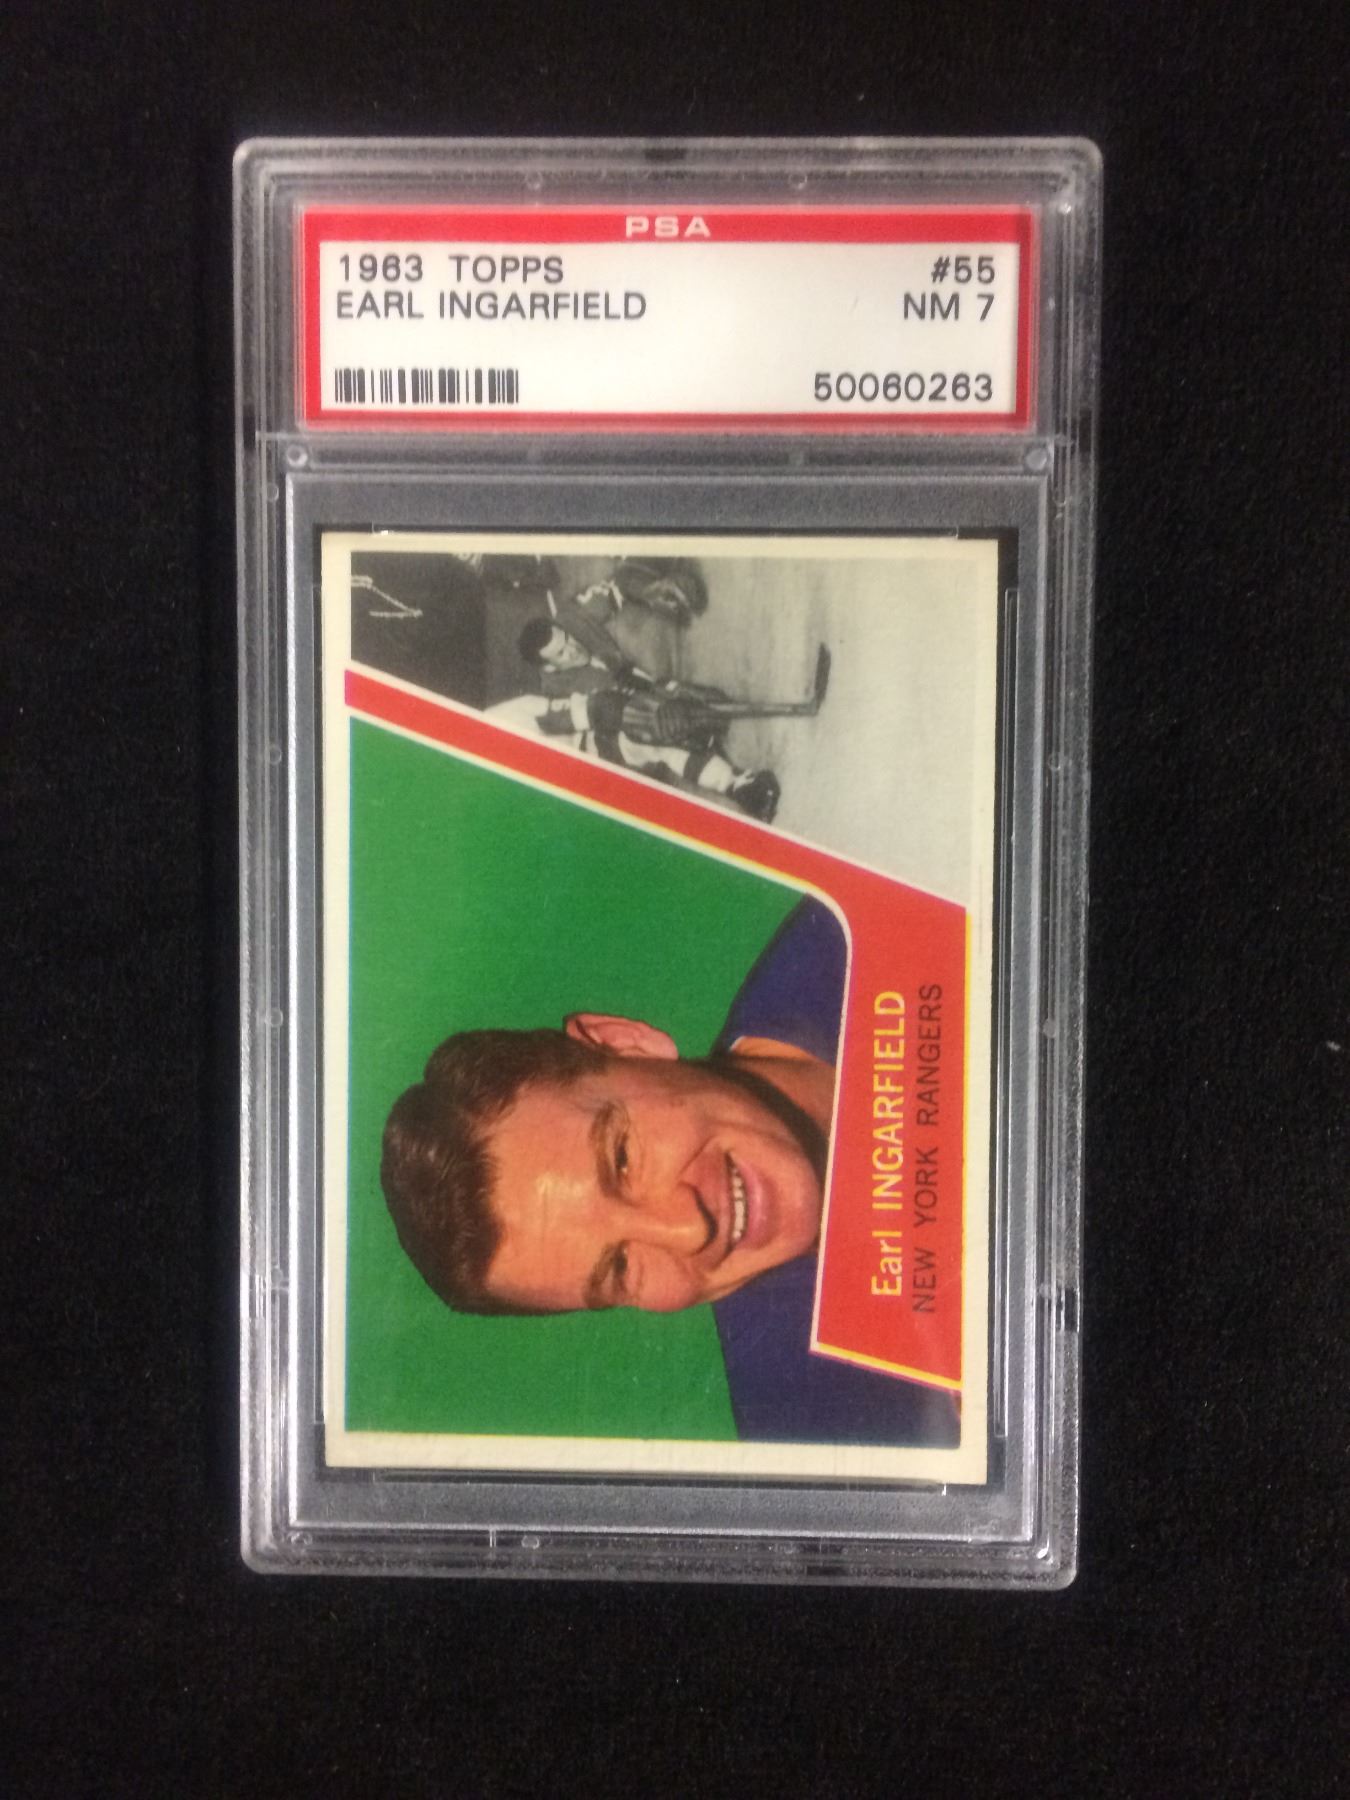 PSA
1963 TOPPS #55
EARL INGARFIELD NM 7
50060263
Earl INGARFIELD
NEW YORK RANGERS